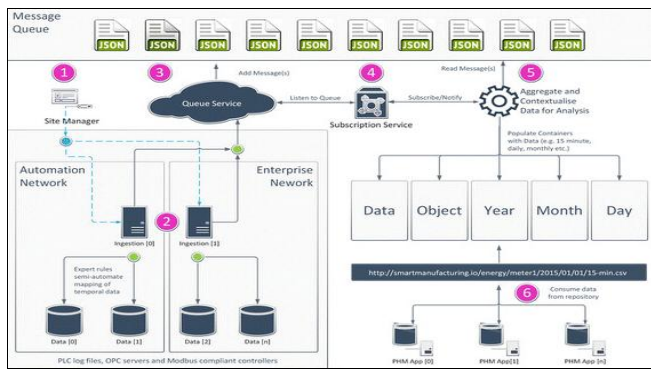 Message
Queue
JSON JSON JSON JSON JSON JSON JSON JSON JSON JSON
1
3
4
5
Add Message(s)
Read Message(s)
Site Manager
Queue Service
Listen to Queue
Subscription Service
Subscribe/Notify
Aggregate and
Contextualise
Data for Analysis
Populate Containers
with Data (e.g. 15 minute,
daily, monthly etc.)
Automation
Network
Enterprise
Nework
2
Ingestion [0]
Ingestion [1]
Data
Object
Year
Month
Day
Expert rules
semi-automate
mapping of
temporal data
http://smartmanufacturing.io/energy/meter1/2015/01/01/15-min.csv
6
Consume data
from repository
Data [0]
Data [1]
Data [2]
Data [n]
PHM App [0]
PHM App[1]
PHM App [n]
PLC log files, OPC servers and Modbus compliant controllers